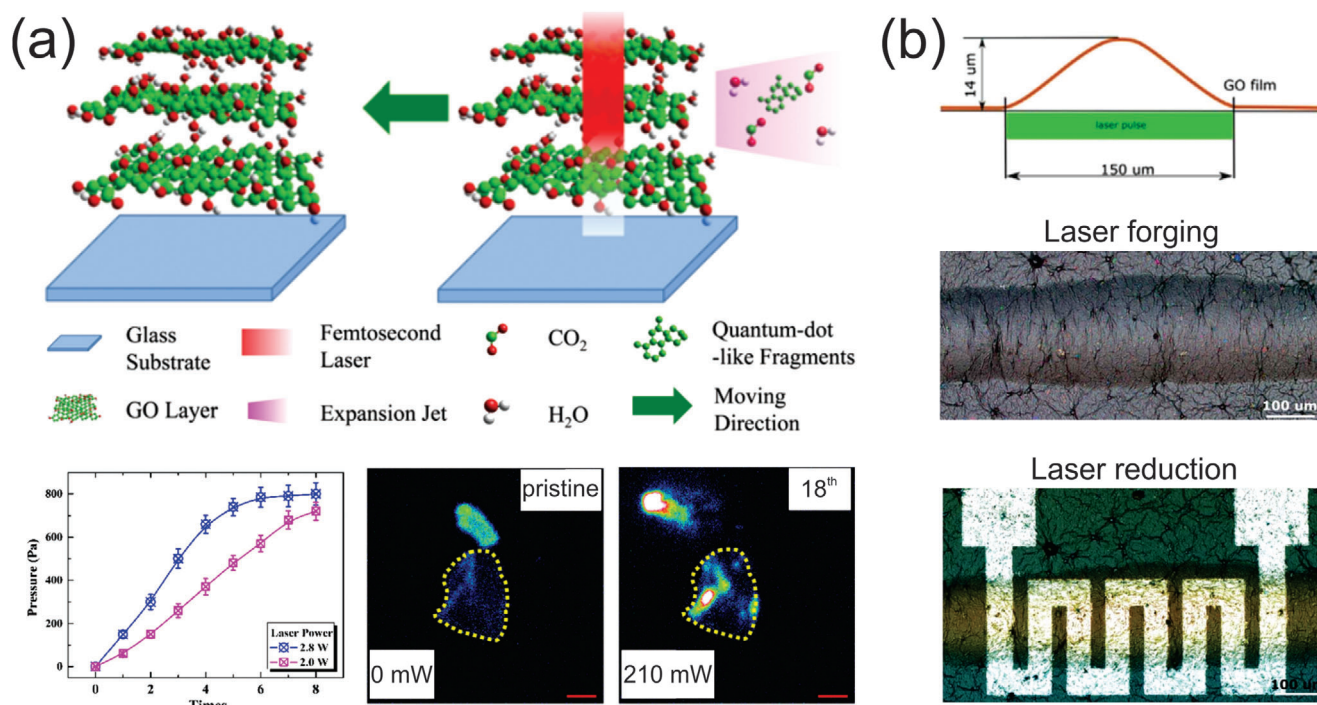 (a)
Glass
Substrate
Femtosecond
Laser
CO2
Quantum-dot
-like Fragments
GO Layer
Expansion Jet
H2O
Moving
Direction
Pressure (Pa)
800
600
400
200
0
0 2 4 6 8
Times
Laser Power
2.8 W
2.0 W
pristine
0 mW
18th
210 mW
(b)
14 um
GO film
laser pulse
150 um
Laser forging
100 um
Laser reduction
100 um